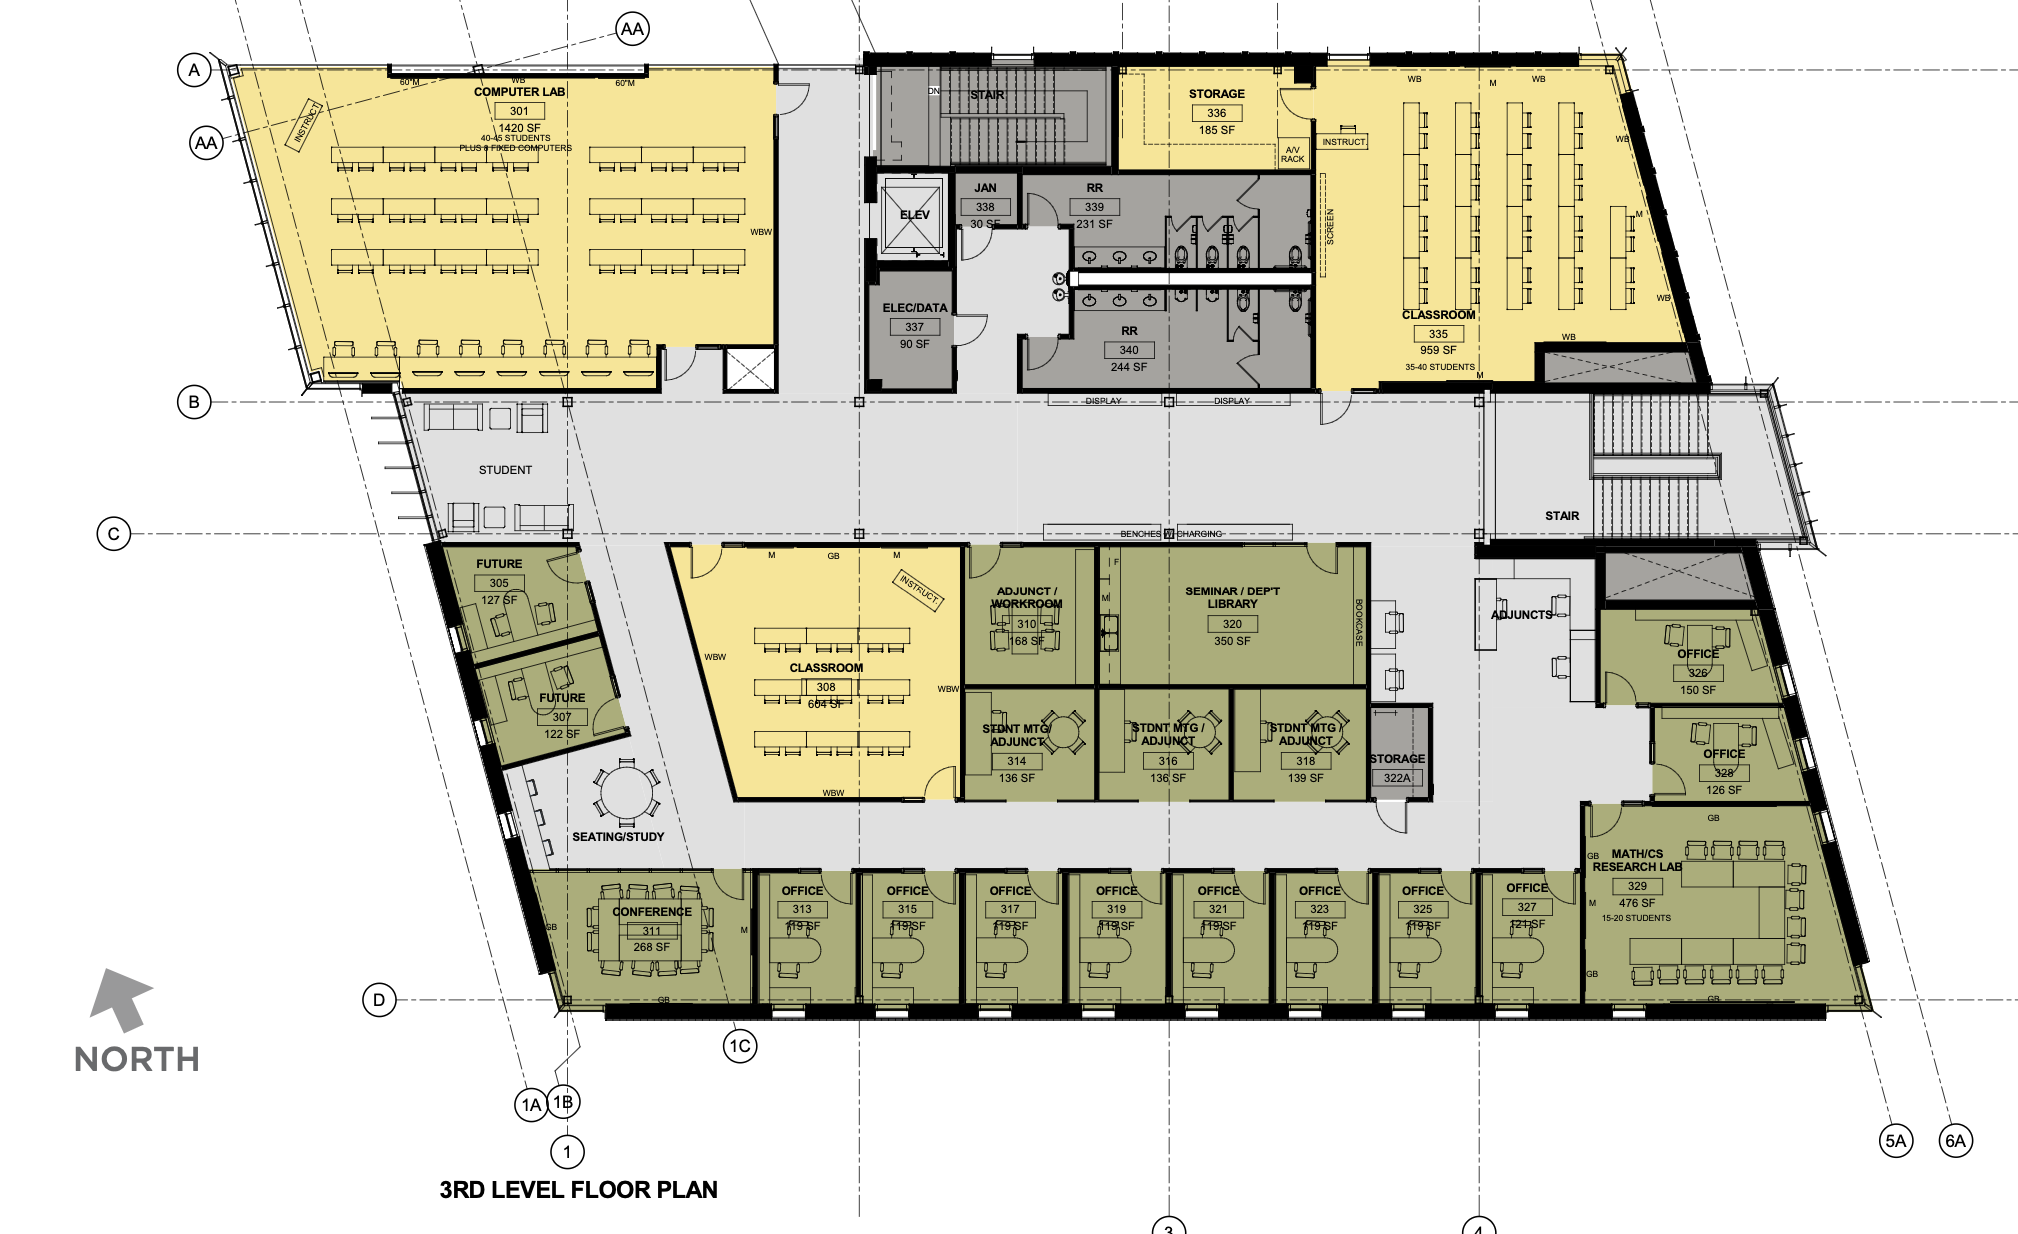 AA
A
60"M
WB
60"M
COMPUTER LAB
301
1420 SF
40-45 STUDENTS
PLUS 8 FIXED COMPUTERS
INSTRUCT.
AA
WBW
DN
STAIR
STORAGE
336
185 SF
A/V
RACK
WB
M
WB
WB
INSTRUCT.
SCREEN
M
WB
CLASSROOM
335
959 SF
35-40 STUDENTS
WB
M
ELEV
JAN
338
30 SF
RR
339
231 SF
ELEC/DATA
337
90 SF
RR
340
244 SF
B
DISPLAY
DISPLAY
STUDENT
STAIR
C
BENCHES W/ CHARGING
FUTURE
305
127 SF
FUTURE
307
122 SF
M
GB
M
INSTRUCT.
WBW
CLASSROOM
308
604 SF
WBW
WBW
ADJUNCT /
WORKROOM
310
168 SF
F
M
SEMINAR / DEP'T
LIBRARY
320
350 SF
BOOKCASE
ADJUNCTS
OFFICE
326
150 SF
STDNT MTG/
ADJUNCT
314
136 SF
STDNT MTG /
ADJUNCT
316
136 SF
STDNT MTG /
ADJUNCT
318
139 SF
STORAGE
322A
OFFICE
328
126 SF
SEATING/STUDY
GB
GB
MATH/CS
RESEARCH LAB
329
476 SF
15-20 STUDENTS
M
GB
GB
CONFERENCE
311
268 SF
GB
M
GB
OFFICE
313
119 SF
OFFICE
315
119 SF
OFFICE
317
119 SF
OFFICE
319
119 SF
OFFICE
321
119 SF
OFFICE
323
119 SF
OFFICE
325
119 SF
OFFICE
327
121 SF
D
NORTH
1C
1A
1B
1
5A
6A
3RD LEVEL FLOOR PLAN
3
4